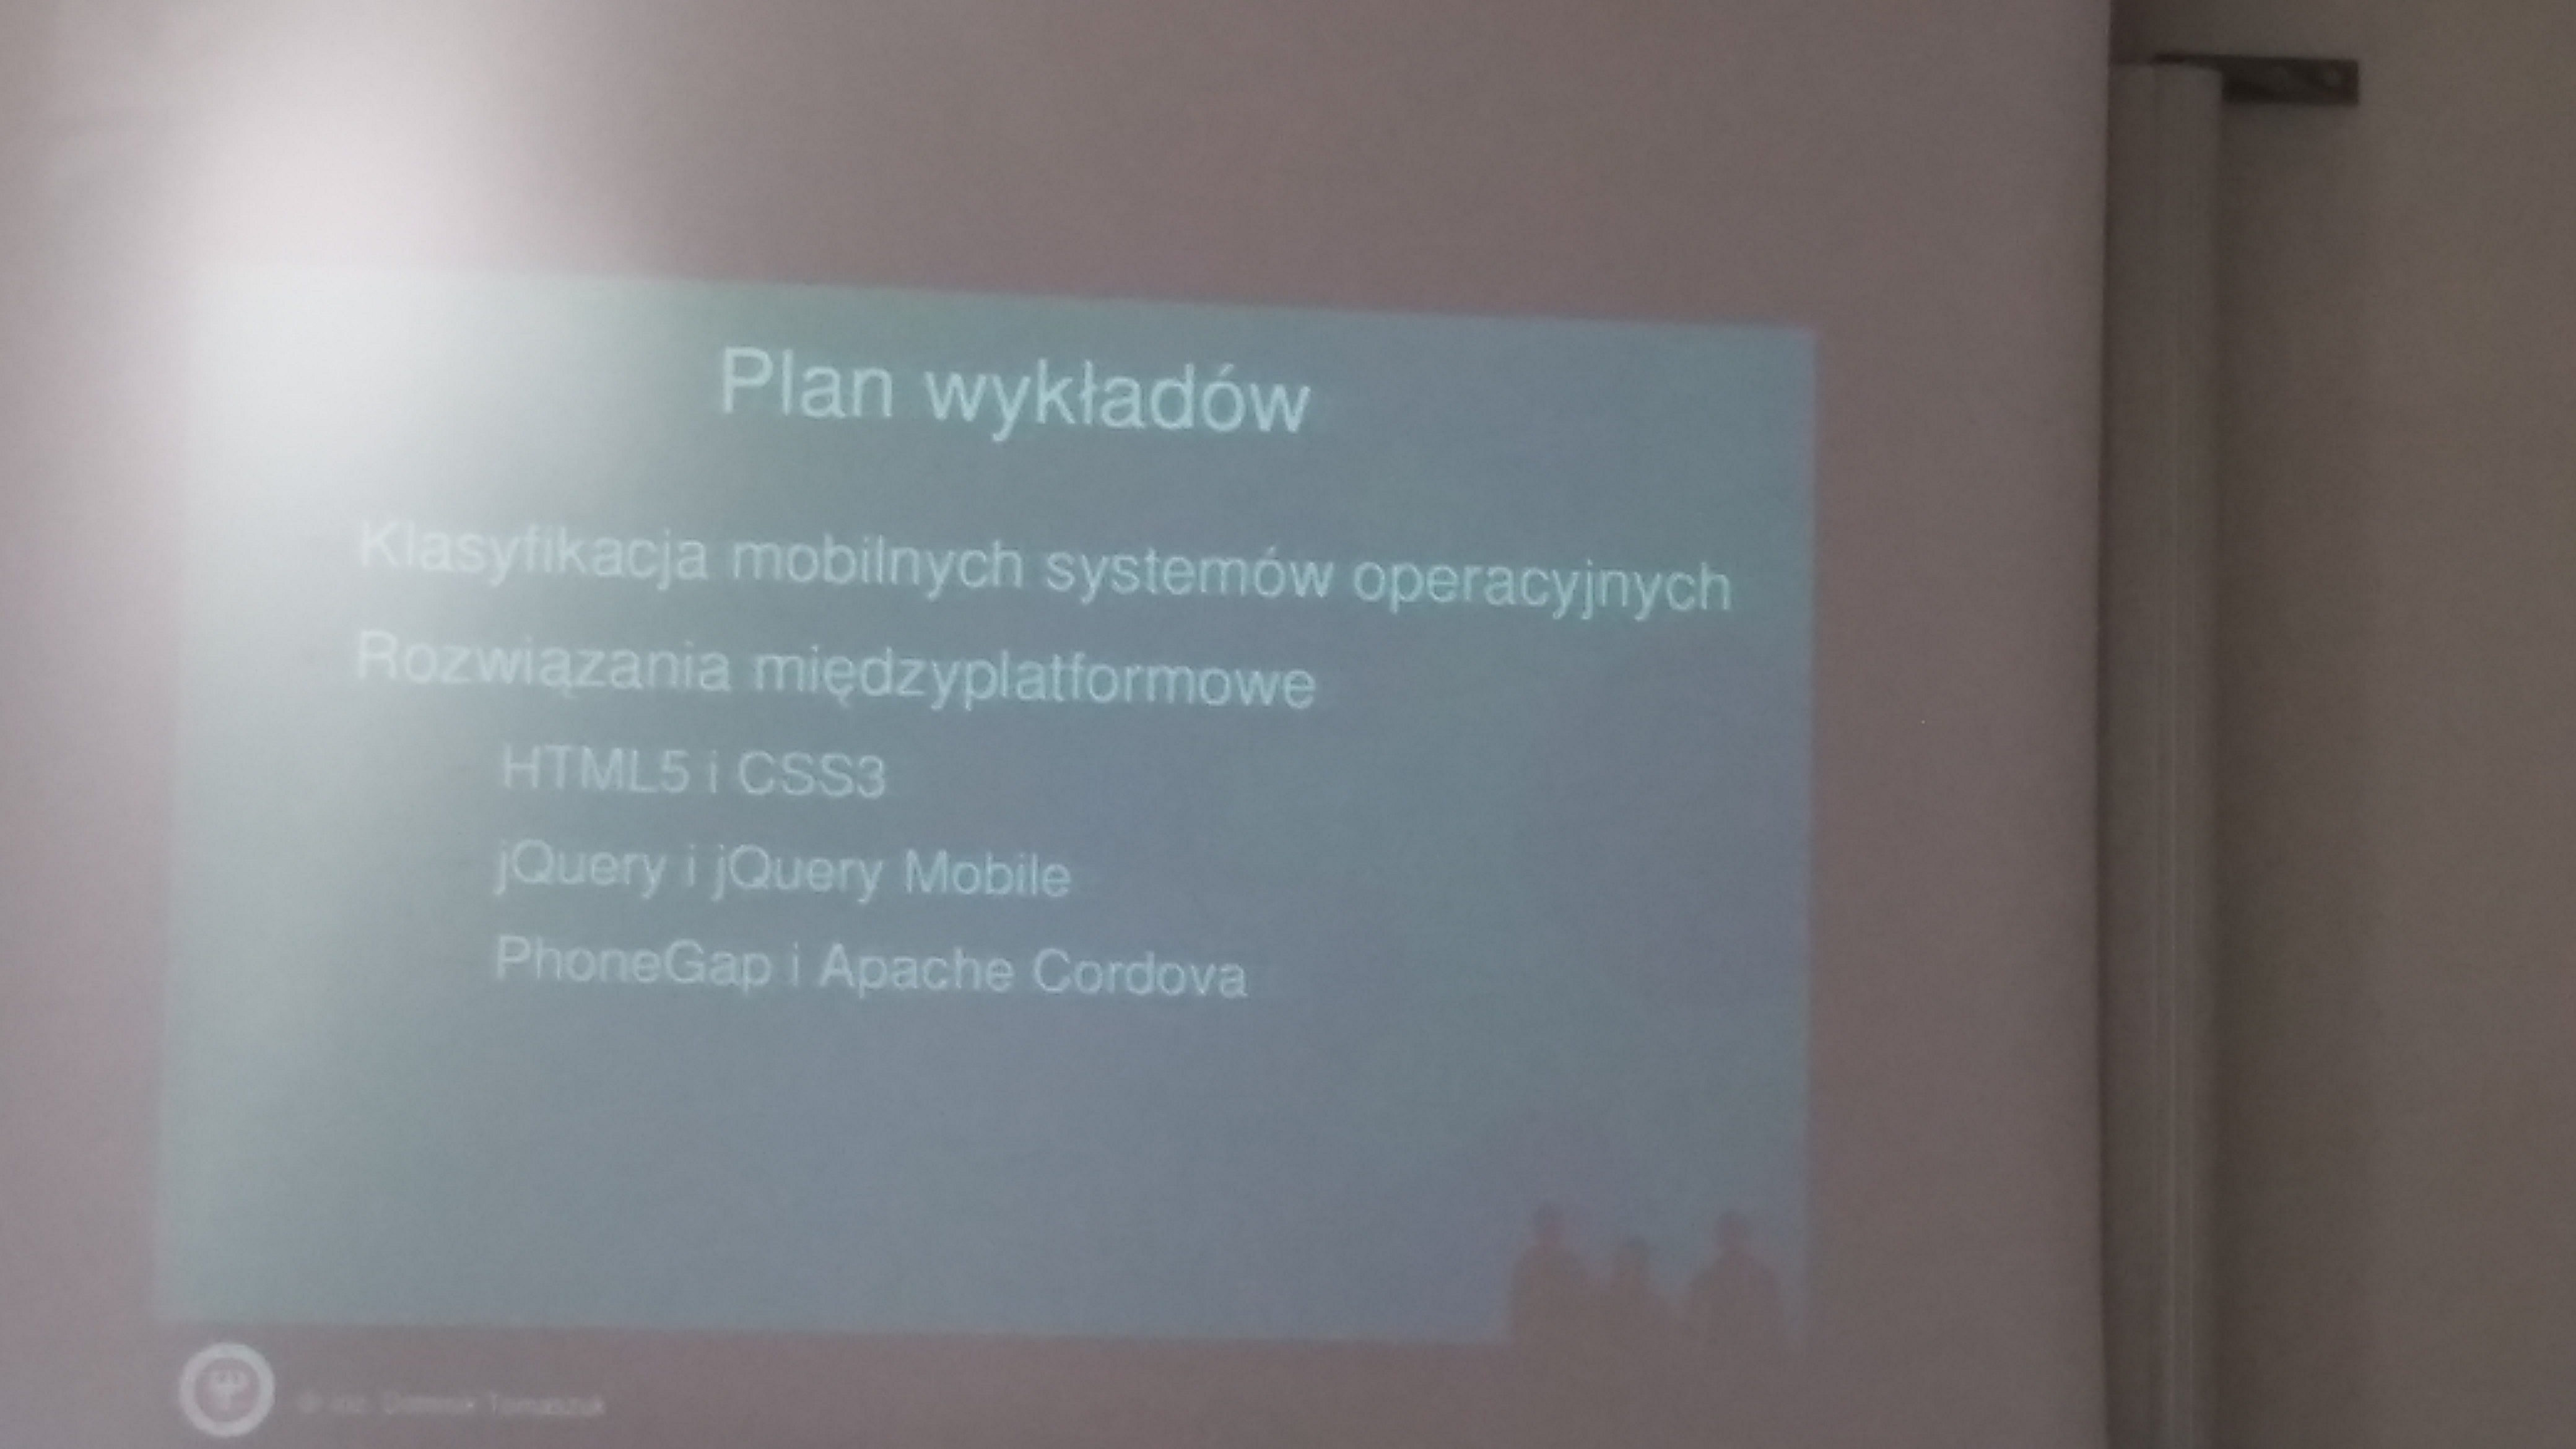 Plan wykładów
Klasyfikacja mobilnych systemów operacyjnych
Rozwiązania międzyplatformowe
HTML5 i CSS3
jQuery i jQuery Mobile
PhoneGap i Apache Cordova
dr inż. Dominik Tomaszuk